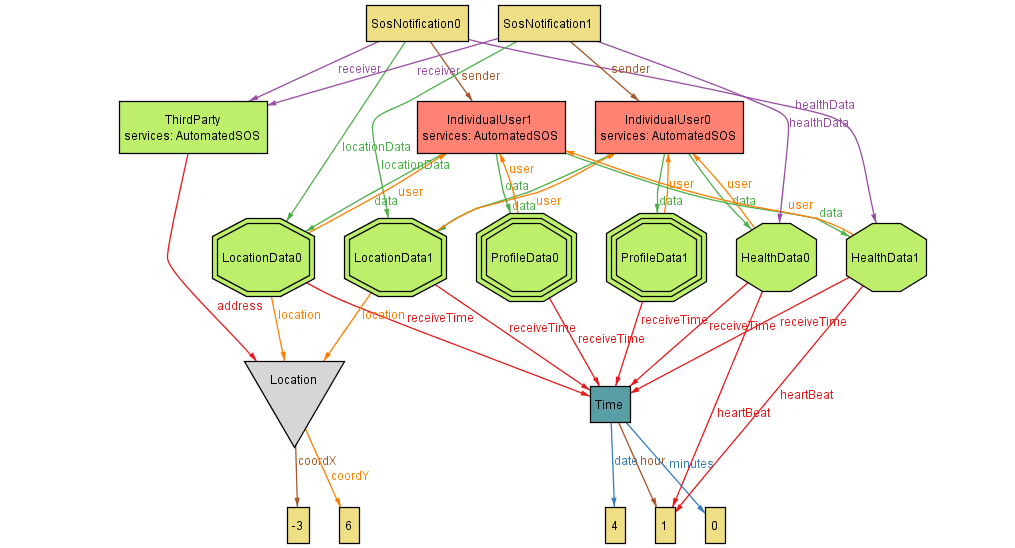 SosNotification0
SosNotification1
receiver
receiver
sender
sender
healthData
healthData
ThirdParty
services: AutomatedSOS
IndividualUser1
services: AutomatedSOS
IndividualUser0
services: AutomatedSOS
locationData
locationData
user
data
data
user
data
user
user
data
user
data
user
data
LocationData0
LocationData1
ProfileData0
ProfileData1
HealthData0
HealthData1
address
location
location
receiveTime
receiveTime
receiveTime
receiveTime
receiveTime
receiveTime
Location
Time
heartBeat
heartBeat
coordX
coordY
date
hour
minutes
-3
6
4
1
0